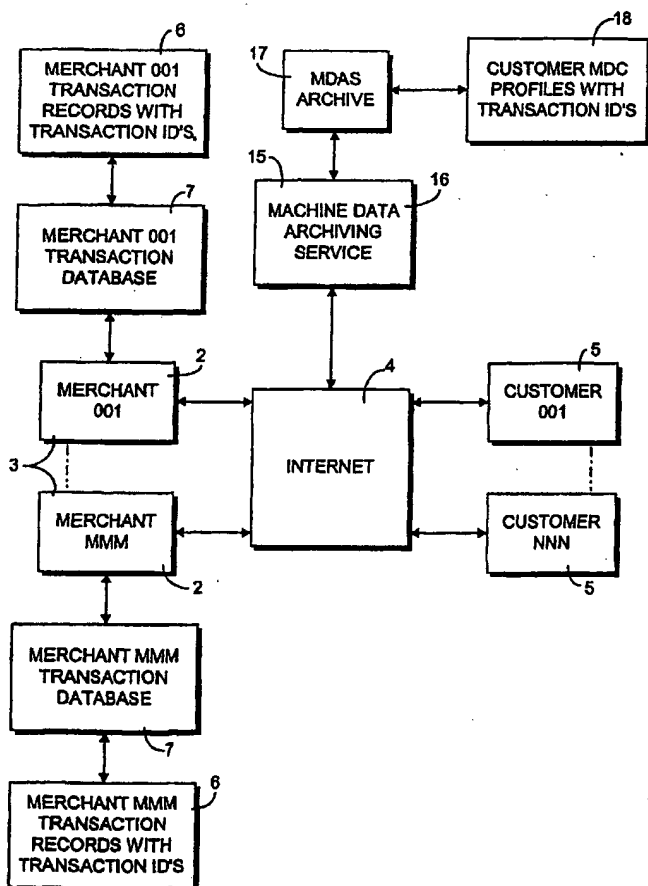 6
MERCHANT 001
TRANSACTION
RECORDS WITH
TRANSACTION ID'S.
17
MDAS
ARCHIVE
18
CUSTOMER MDC
PROFILES WITH
TRANSACTION ID'S
7
MERCHANT 001
TRANSACTION
DATABASE
15
16
MACHINE DATA
ARCHIVING
SERVICE
2
MERCHANT
001
4
INTERNET
5
CUSTOMER
001
3
MERCHANT
MMM
2
CUSTOMER
NNN
5
MERCHANT MMM
TRANSACTION
DATABASE
7
6
MERCHANT MMM
TRANSACTION
RECORDS WITH
TRANSACTION ID'S